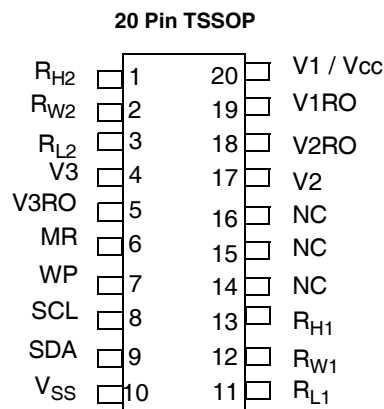 20 Pin TSSOP
RH2 1 20 V1 / Vcc
RW2 2 19 V1RO
RL2 3 18 V2RO
V3 4 17 V2
V3RO 5 16 NC
MR 6 15 NC
WP 7 14 NC
SCL 8 13 RH1
SDA 9 12 RW1
VSS 10 11 RL1